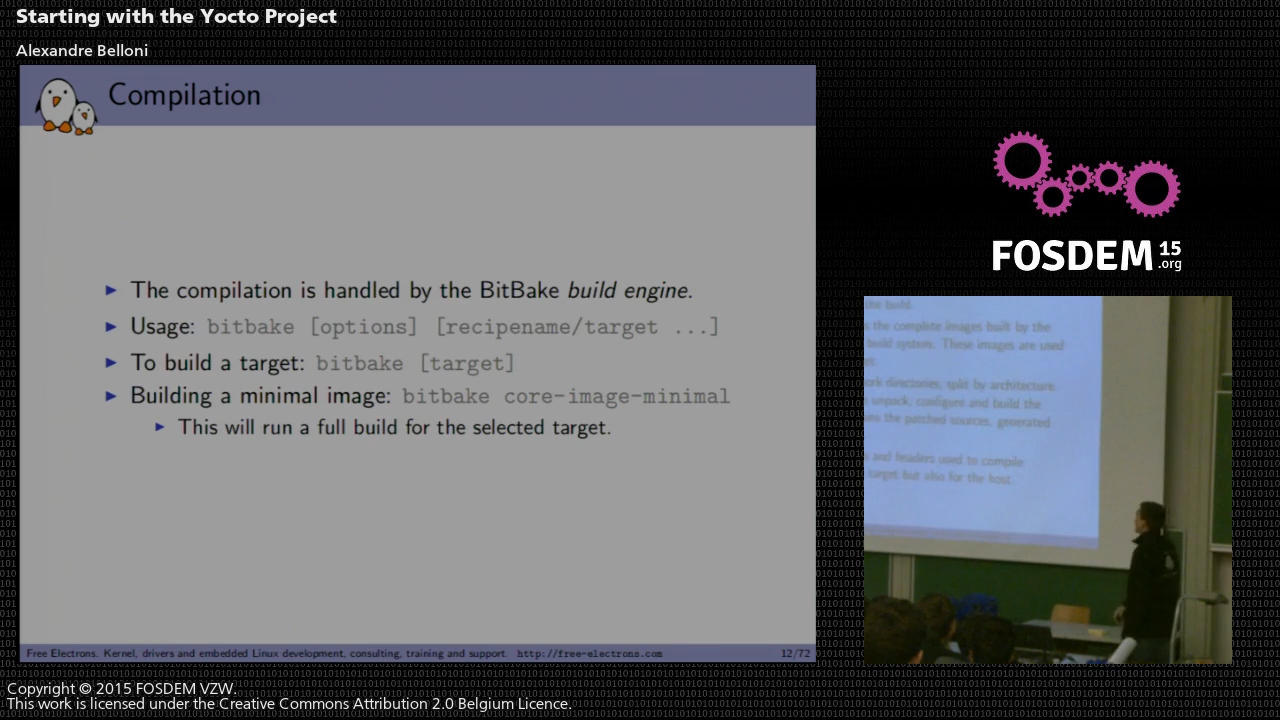 Starting with the Yocto Project
Alexandre Belloni
Compilation
The compilation is handled by the BitBake build engine.
Usage: bitbake [options] [recipename/target ...]
To build a target: bitbake [target]
Building a minimal image: bitbake core-image-minimal
This will run a full build for the selected target.
Free Electrons. Kernel, drivers and embedded Linux development, consulting, training and support. http://free-electrons.com 12/72
FOSDEM 15
.org
the build.
s the complete images built by the
build system. These images are used
ork directories, split by architecture.
unpack, configure and build the
ns the patched sources, generated
and headers used to compile
target but also for the host.
Copyright © 2015 FOSDEM VZW.
This work is licensed under the Creative Commons Attribution 2.0 Belgium Licence.